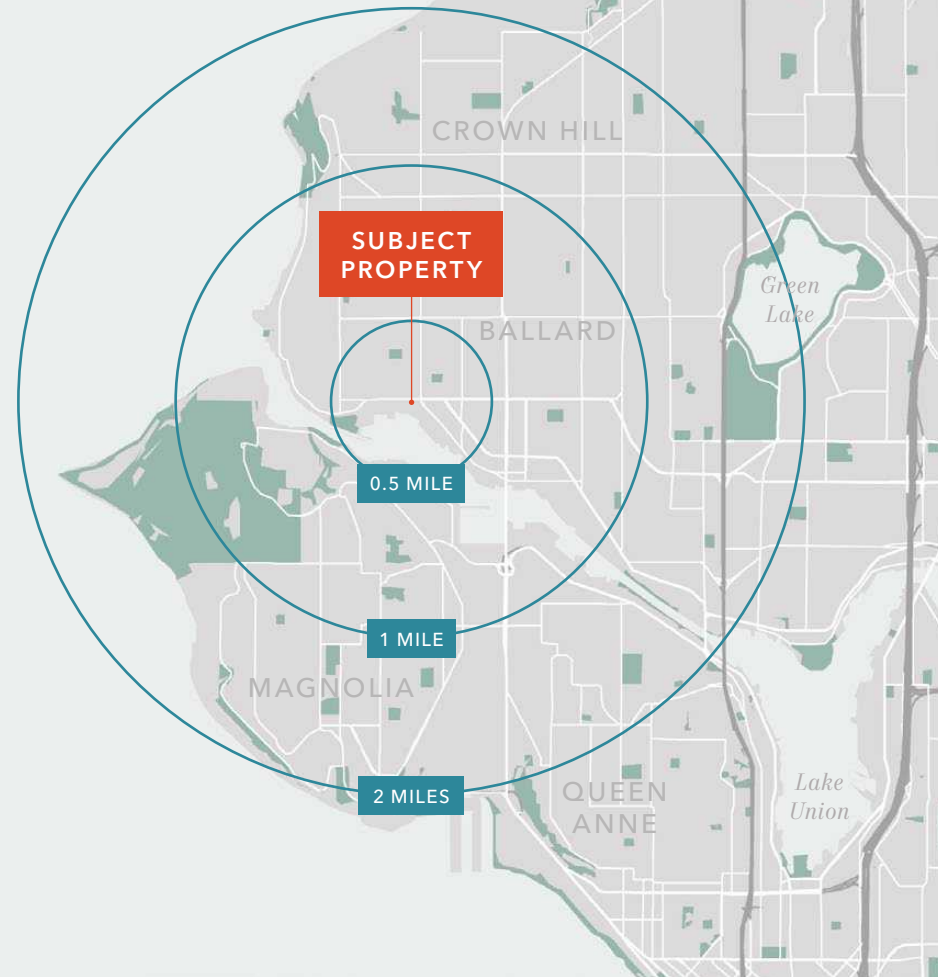 CROWN HILL
SUBJECT
PROPERTY
Green
Lake
BALLARD
0.5 MILE
1 MILE
MAGNOLIA
2 MILES
QUEEN
ANNE
Lake
Union